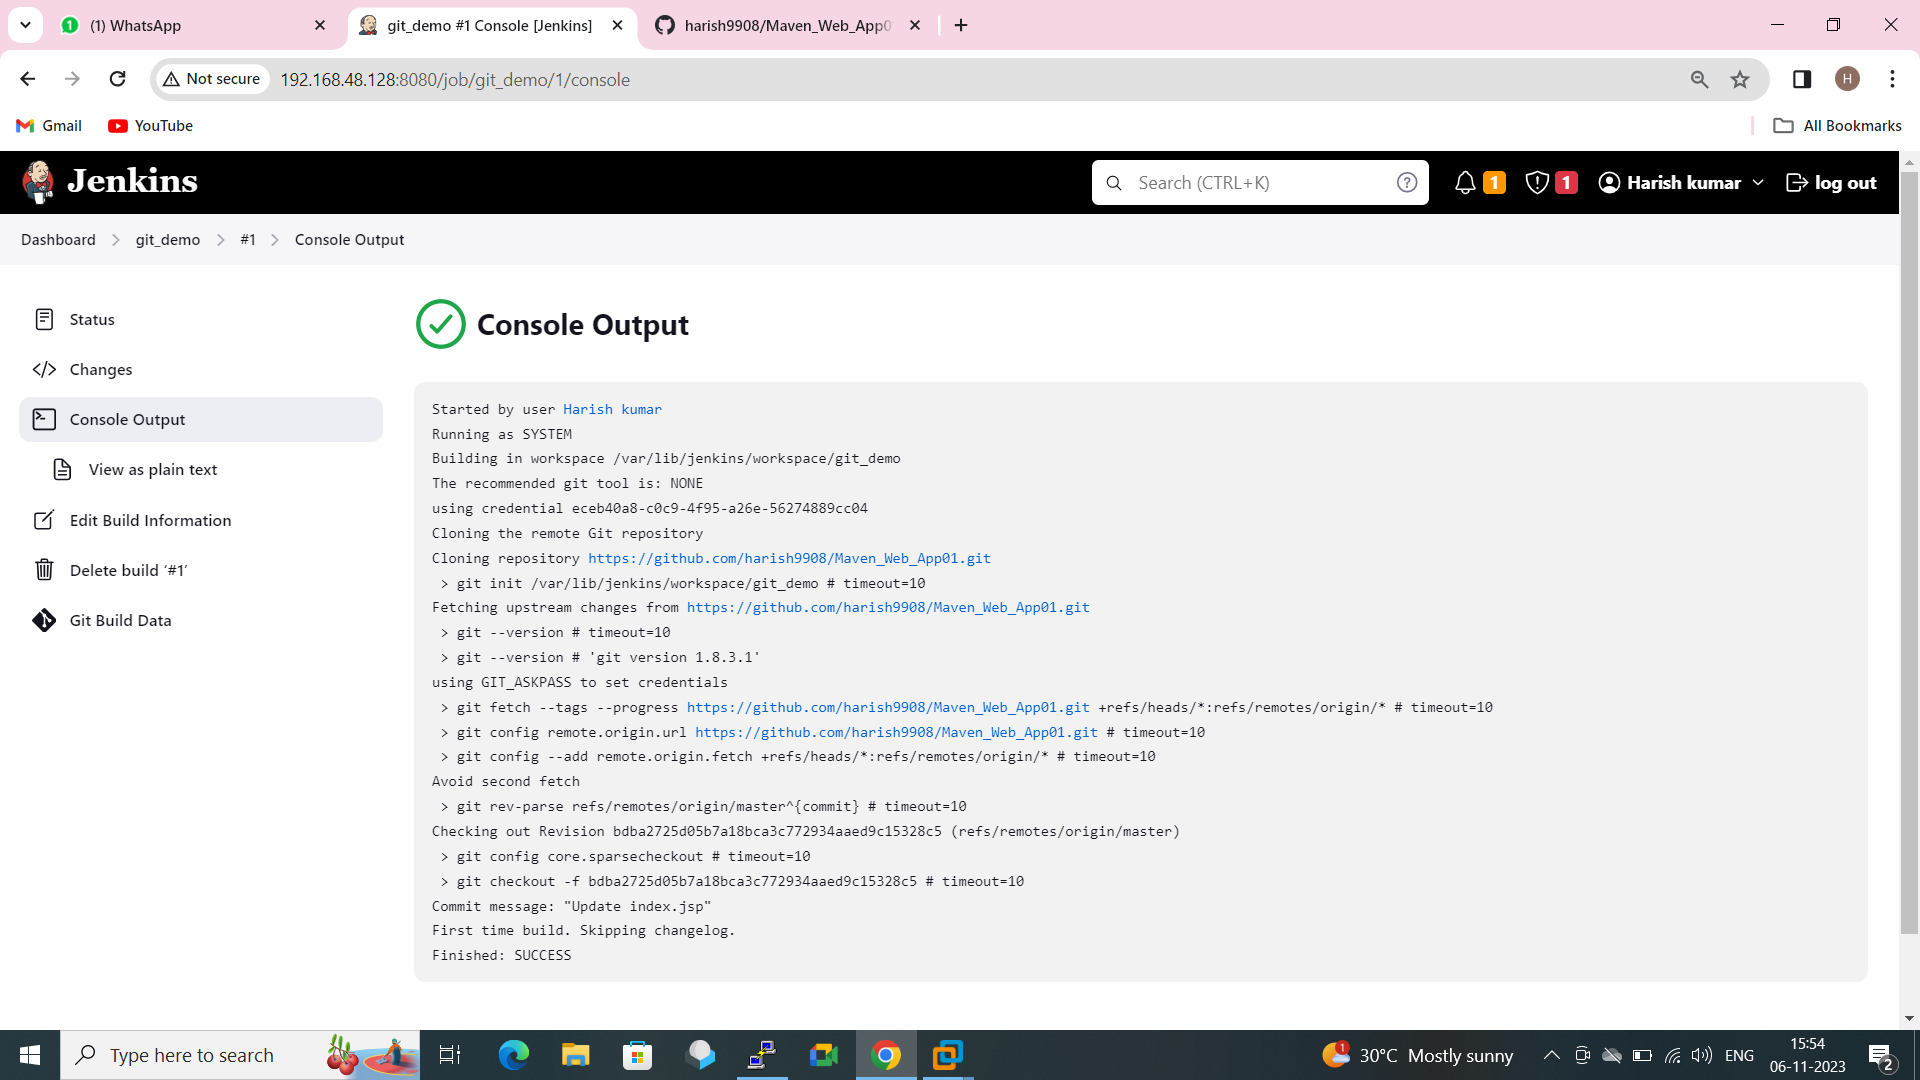 (1) WhatsApp
git_demo #1 Console [Jenkins]
harish9908/Maven_Web_App0
Not secure
192.168.48.128:8080/job/git_demo/1/console
H
Gmail
YouTube
All Bookmarks
Jenkins
Search (CTRL+K)
1
1
Harish kumar
log out
Dashboard
git_demo
#1
Console Output
Status
Changes
Console Output
View as plain text
Edit Build Information
Delete build ‘#1’
Git Build Data
Console Output
Started by user Harish kumar
Running as SYSTEM
Building in workspace /var/lib/jenkins/workspace/git_demo
The recommended git tool is: NONE
using credential eceb40a8-c0c9-4f95-a26e-56274889cc04
Cloning the remote Git repository
Cloning repository https://github.com/harish9908/Maven_Web_App01.git
> git init /var/lib/jenkins/workspace/git_demo # timeout=10
Fetching upstream changes from https://github.com/harish9908/Maven_Web_App01.git
> git --version # timeout=10
> git --version # 'git version 1.8.3.1'
using GIT_ASKPASS to set credentials
> git fetch --tags --progress https://github.com/harish9908/Maven_Web_App01.git +refs/heads/*:refs/remotes/origin/* # timeout=10
> git config remote.origin.url https://github.com/harish9908/Maven_Web_App01.git # timeout=10
> git config --add remote.origin.fetch +refs/heads/*:refs/remotes/origin/* # timeout=10
Avoid second fetch
> git rev-parse refs/remotes/origin/master^{commit} # timeout=10
Checking out Revision bdba2725d05b7a18bca3c772934aaed9c15328c5 (refs/remotes/origin/master)
> git config core.sparsecheckout # timeout=10
> git checkout -f bdba2725d05b7a18bca3c772934aaed9c15328c5 # timeout=10
Commit message: "Update index.jsp"
First time build. Skipping changelog.
Finished: SUCCESS
Type here to search
1
30°C Mostly sunny
ENG
15:54
06-11-2023
2